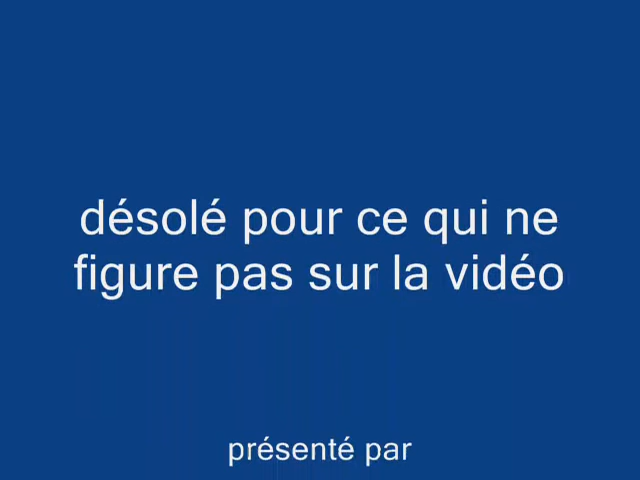 désolé pour ce qui ne
figure pas sur la vidéo
présenté par